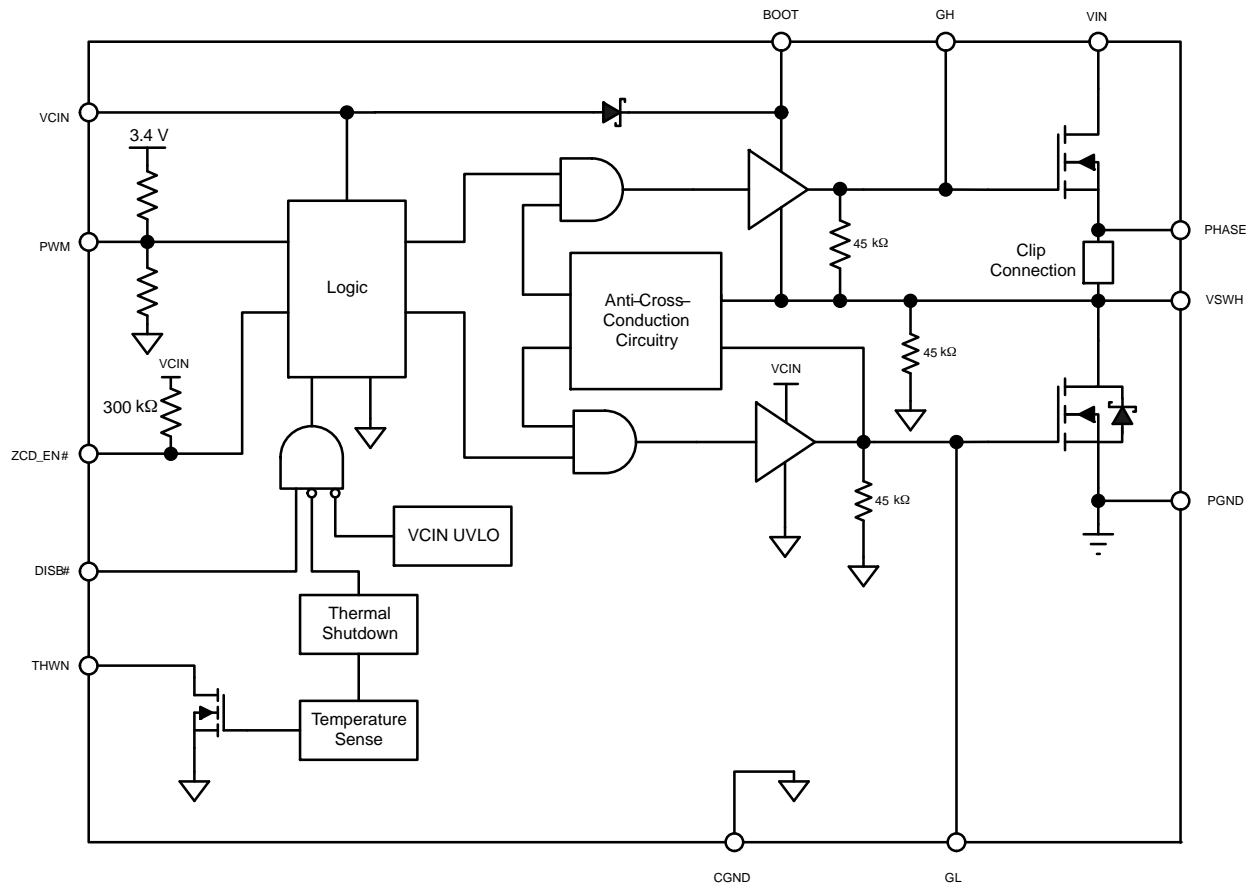 BOOT
GH
VIN
VCIN
3.4 V
PWM
PHASE
45 kΩ
Clip
Connection
Logic
Anti-Cross-
Conduction
Circuitry
VSWH
VCIN
300 kΩ
45 kΩ
VCIN
ZCD_EN#
45 kΩ
PGND
VCIN UVLO
DISB#
Thermal
Shutdown
THWN
Temperature
Sense
CGND
GL